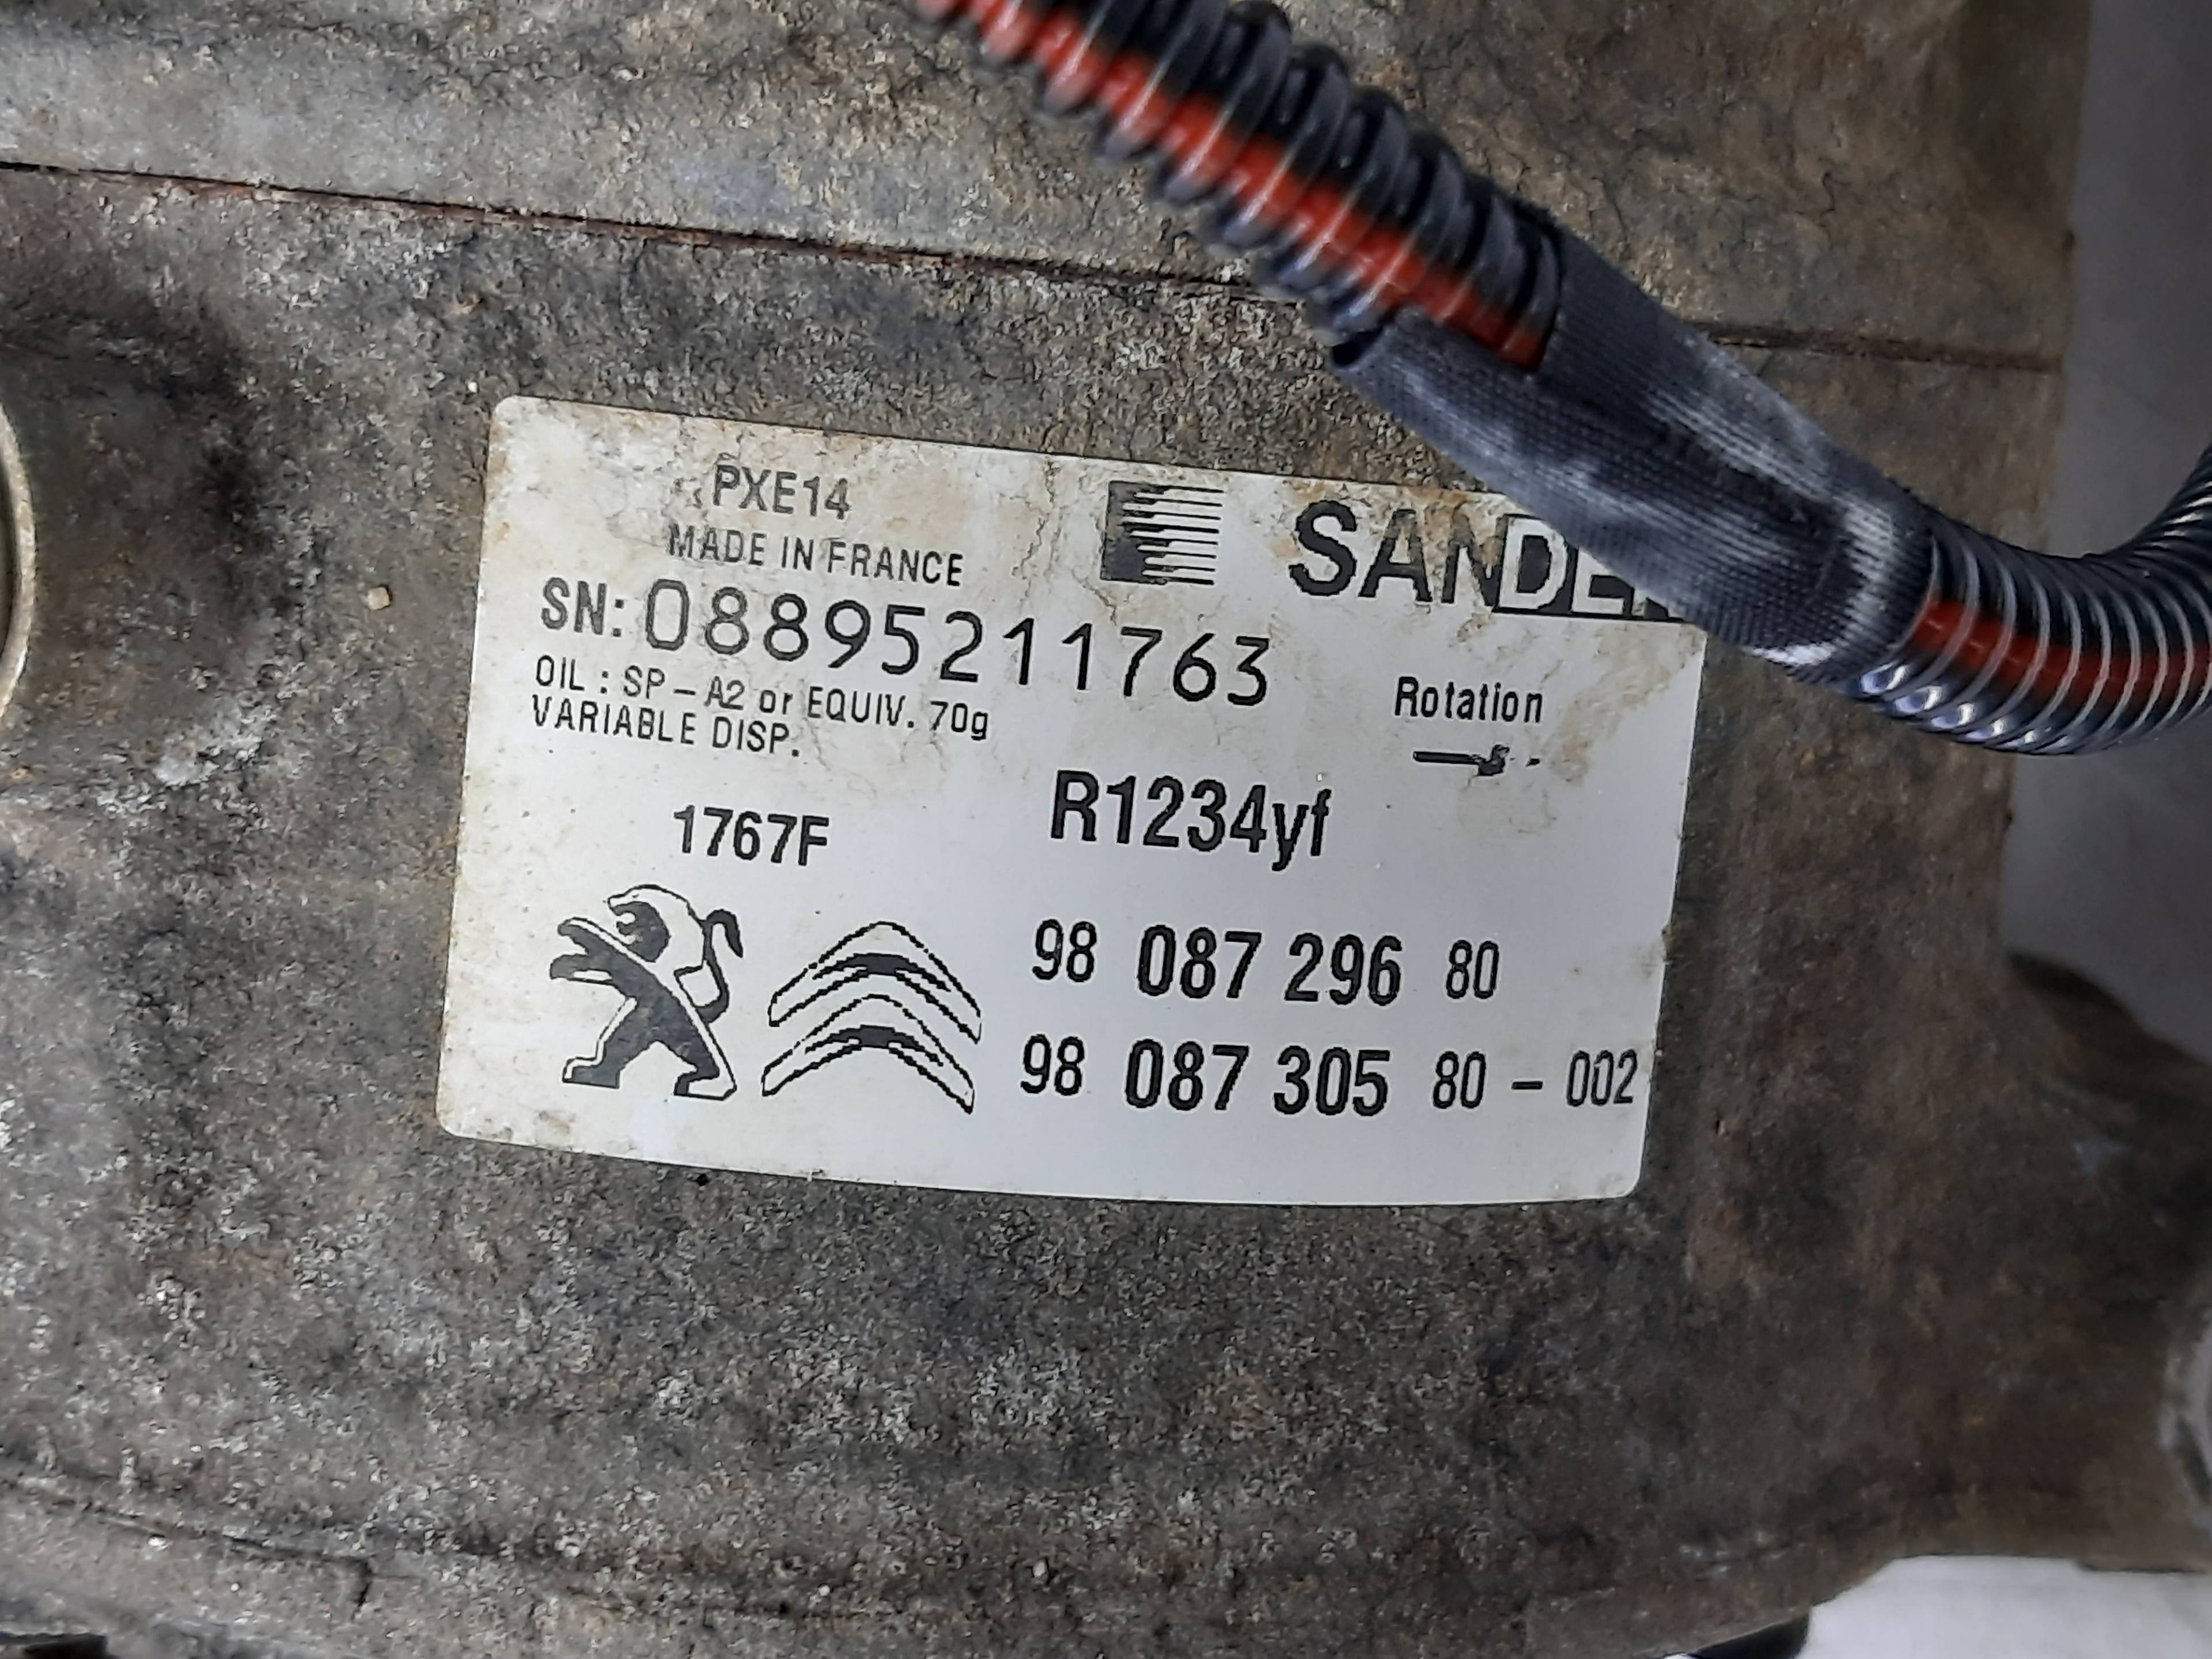 PXE14
MADE IN FRANCE
SANDE
SN: 08895211763
OIL : SP – A2 or EQUIV. 70g
VARIABLE DISP.
Rotation
1767F
R1234yf
98 087 296 80
98 087 305 80 – 002